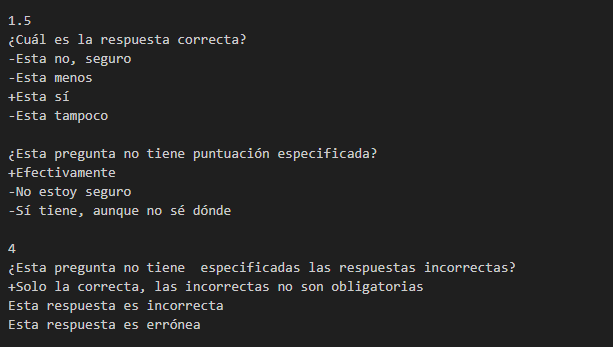 1.5
¿Cuál es la respuesta correcta?
-Esta no, seguro
-Esta menos
+Esta sí
-Esta tampoco
¿Esta pregunta no tiene puntuación especificada?
+Efectivamente
-No estoy seguro
-Sí tiene, aunque no sé dónde
4
¿Esta pregunta no tiene  especificadas las respuestas incorrectas?
+Solo la correcta, las incorrectas no son obligatorias
Esta respuesta es incorrecta
Esta respuesta es errónea